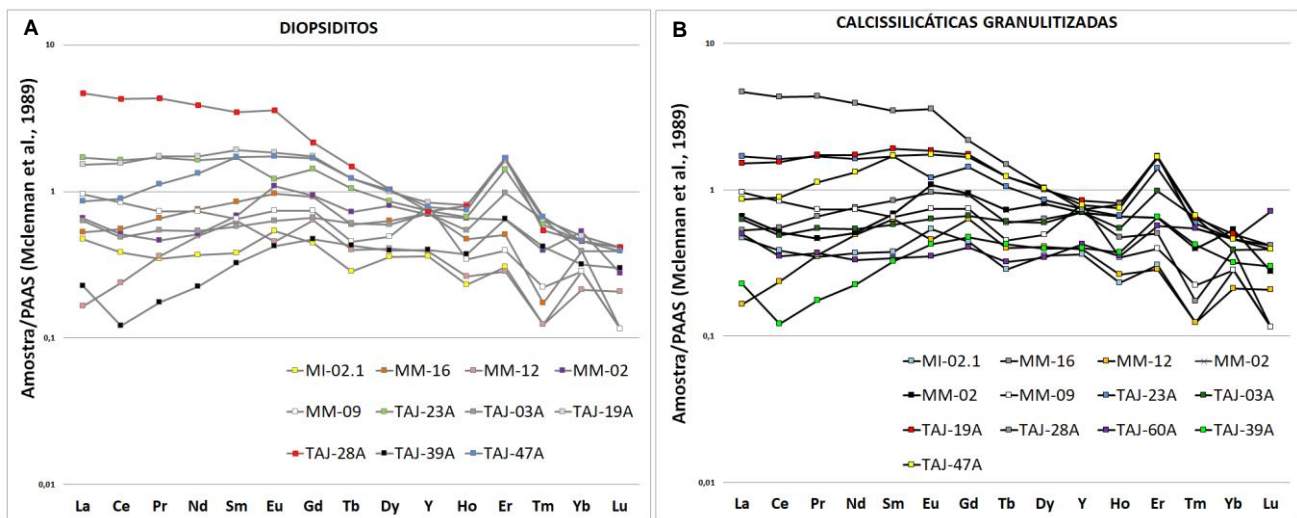 A
DIOPSIDITOS
Amostra/PAAS (Mclennan et al., 1989)
10
1
0,1
0,01
MI-02.1 MM-16 MM-12 MM-02
MM-09 TAJ-23A TAJ-03A TAJ-19A
TAJ-28A TAJ-39A TAJ-47A
La Ce Pr Nd Sm Eu Gd Tb Dy Y Ho Er Tm Yb Lu
B
CALCISSILICÁTICAS GRANULITIZADAS
Amostra/PAAS (Mclennan et al., 1989)
10
1
0,1
0,01
MI-02.1 MM-16 MM-12 MM-02
MM-02 MM-09 TAJ-23A TAJ-03A
TAJ-19A TAJ-28A TAJ-60A TAJ-39A
TAJ-47A
La Ce Pr Nd Sm Eu Gd Tb Dy Y Ho Er Tm Yb Lu